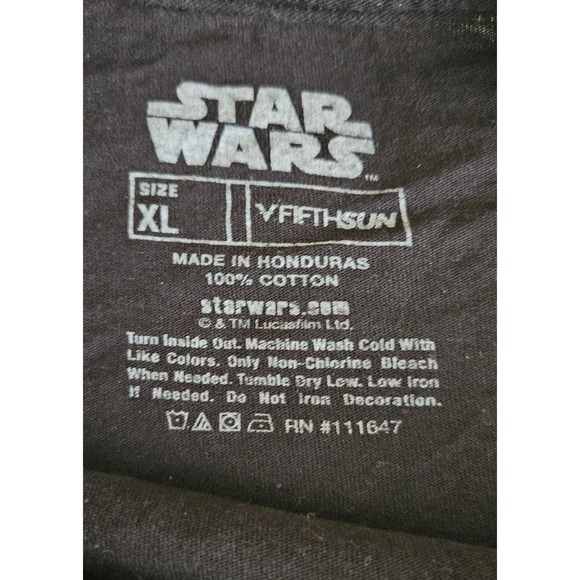 STAR
WARS™
SIZE
XL
FIFTHSUN
MADE IN HONDURAS
100% COTTON
starwars.com
© & TM Lucasfilm Ltd.
Turn Inside Out. Machine Wash Cold With
Like Colors. Only Non-Chlorine Bleach
When Needed. Tumble Dry Low. Low Iron
If Needed. Do Not Iron Decoration.
RN #111647